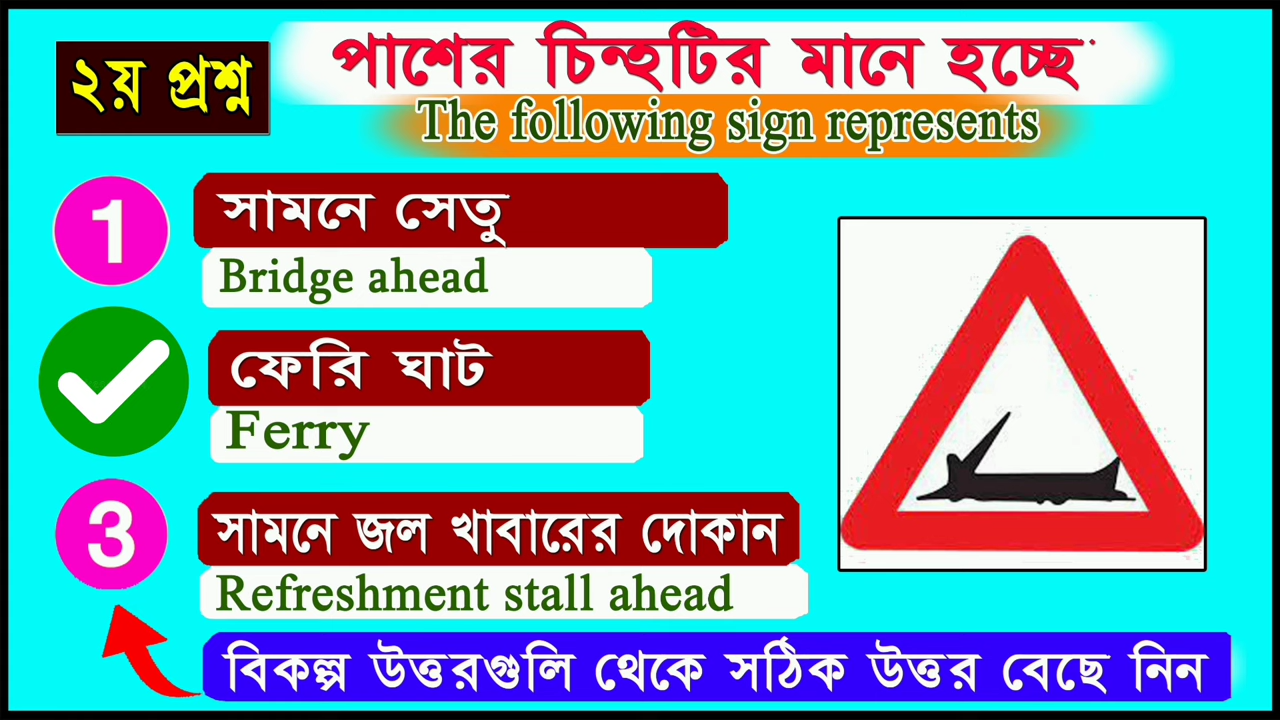 ২য় প্রশ্ন
পাশের চিন্হটির মানে হচ্ছে
The following sign represents
1
সামনে সেতু
Bridge ahead
ফেরি ঘাট
Ferry
3
সামনে জল খাবারের দোকান
Refreshment stall ahead
বিকল্প উত্তরগুলি থেকে সঠিক উত্তর বেছে নিন